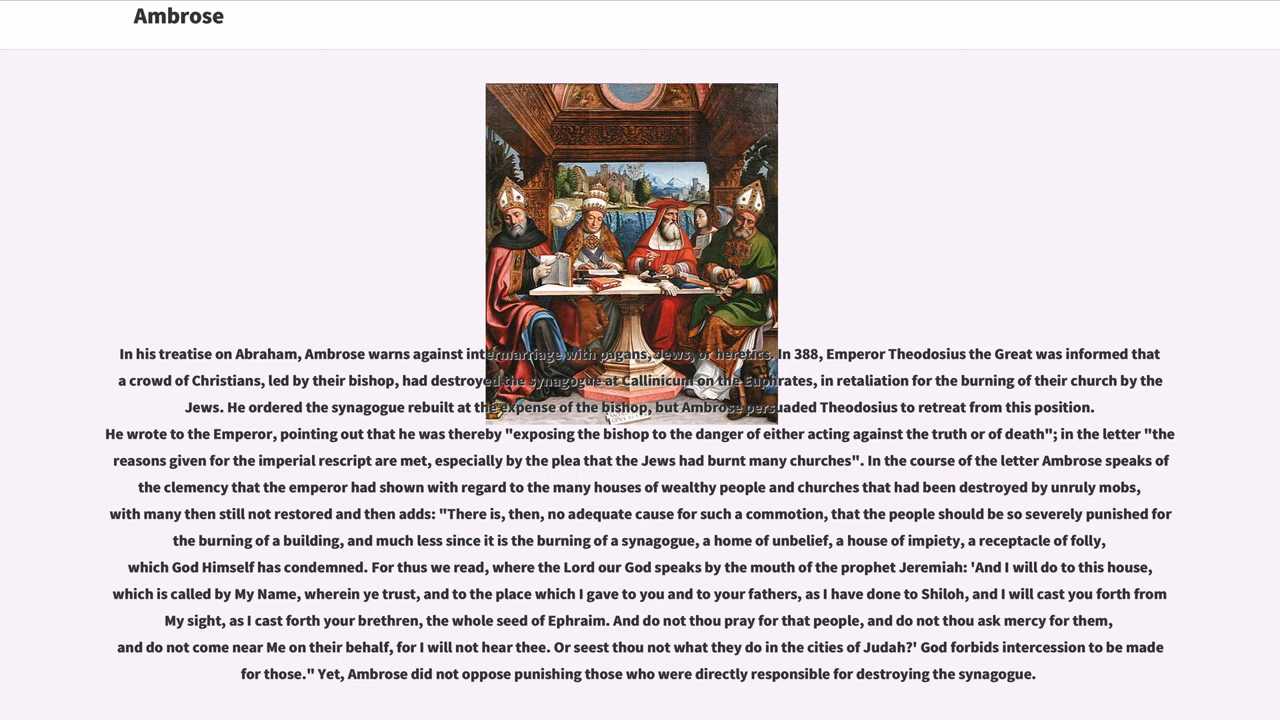 Ambrose
In his treatise on Abraham, Ambrose warns against intermarriage with pagans, Jews, or heretics. In 388, Emperor Theodosius the Great was informed that
a crowd of Christians, led by their bishop, had destroyed the synagogue at Callinicum on the Euphrates, in retaliation for the burning of their church by the
Jews. He ordered the synagogue rebuilt at the expense of the bishop, but Ambrose persuaded Theodosius to retreat from this position.
He wrote to the Emperor, pointing out that he was thereby "exposing the bishop to the danger of either acting against the truth or of death"; in the letter "the
reasons given for the imperial rescript are met, especially by the plea that the Jews had burnt many churches". In the course of the letter Ambrose speaks of
the clemency that the emperor had shown with regard to the many houses of wealthy people and churches that had been destroyed by unruly mobs,
with many then still not restored and then adds: "There is, then, no adequate cause for such a commotion, that the people should be so severely punished for
the burning of a building, and much less since it is the burning of a synagogue, a home of unbelief, a house of impiety, a receptacle of folly,
which God Himself has condemned. For thus we read, where the Lord our God speaks by the mouth of the prophet Jeremiah: 'And I will do to this house,
which is called by My Name, wherein ye trust, and to the place which I gave to you and to your fathers, as I have done to Shiloh, and I will cast you forth from
My sight, as I cast forth your brethren, the whole seed of Ephraim. And do not thou pray for that people, and do not thou ask mercy for them,
and do not come near Me on their behalf, for I will not hear thee. Or seest thou not what they do in the cities of Judah?' God forbids intercession to be made
for those." Yet, Ambrose did not oppose punishing those who were directly responsible for destroying the synagogue.